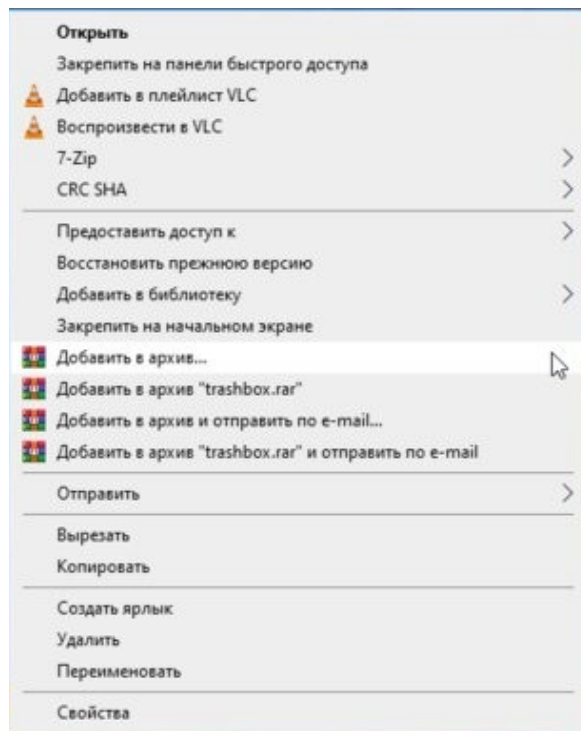 Открыть
Закрепить на панели быстрого доступа
Добавить в плейлист VLC
Воспроизвести в VLC
7-Zip
CRC SHA
Предоставить доступ к
Восстановить прежнюю версию
Добавить в библиотеку
Закрепить на начальном экране
Добавить в архив...
Добавить в архив "trashbox.rar"
Добавить в архив и отправить по e-mail...
Добавить в архив "trashbox.rar" и отправить по e-mail
Отправить
Вырезать
Копировать
Создать ярлык
Удалить
Переименовать
Свойства